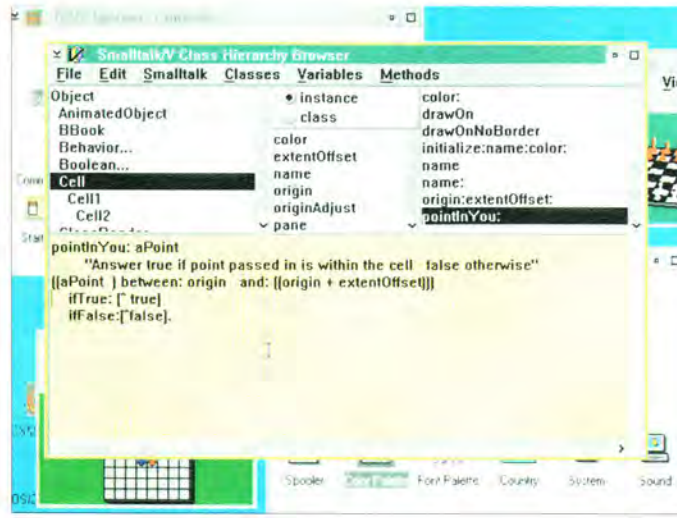 Smalltalk/V Class Hierarchy Browser
File Edit Smalltalk Classes Variables Methods
Object
AnimatedObject
BBook
Behavior...
Boolean...
Cell
Cell1
Cell2
instance
class
color
extentOffset
name
origin
originAdjust
pane
color:
drawOn
drawOnNoBorder
initialize:name:color:
name
name:
origin:extentOffset:
pointInYou:
pointInYou: aPoint
"Answer true if point passed in is within the cell false otherwise"
((aPoint ) between: origin and: ((origin + extentOffset)))
ifTrue: [^ true]
ifFalse:[^false].
Spooler
Font Palette
Country
System
Sound